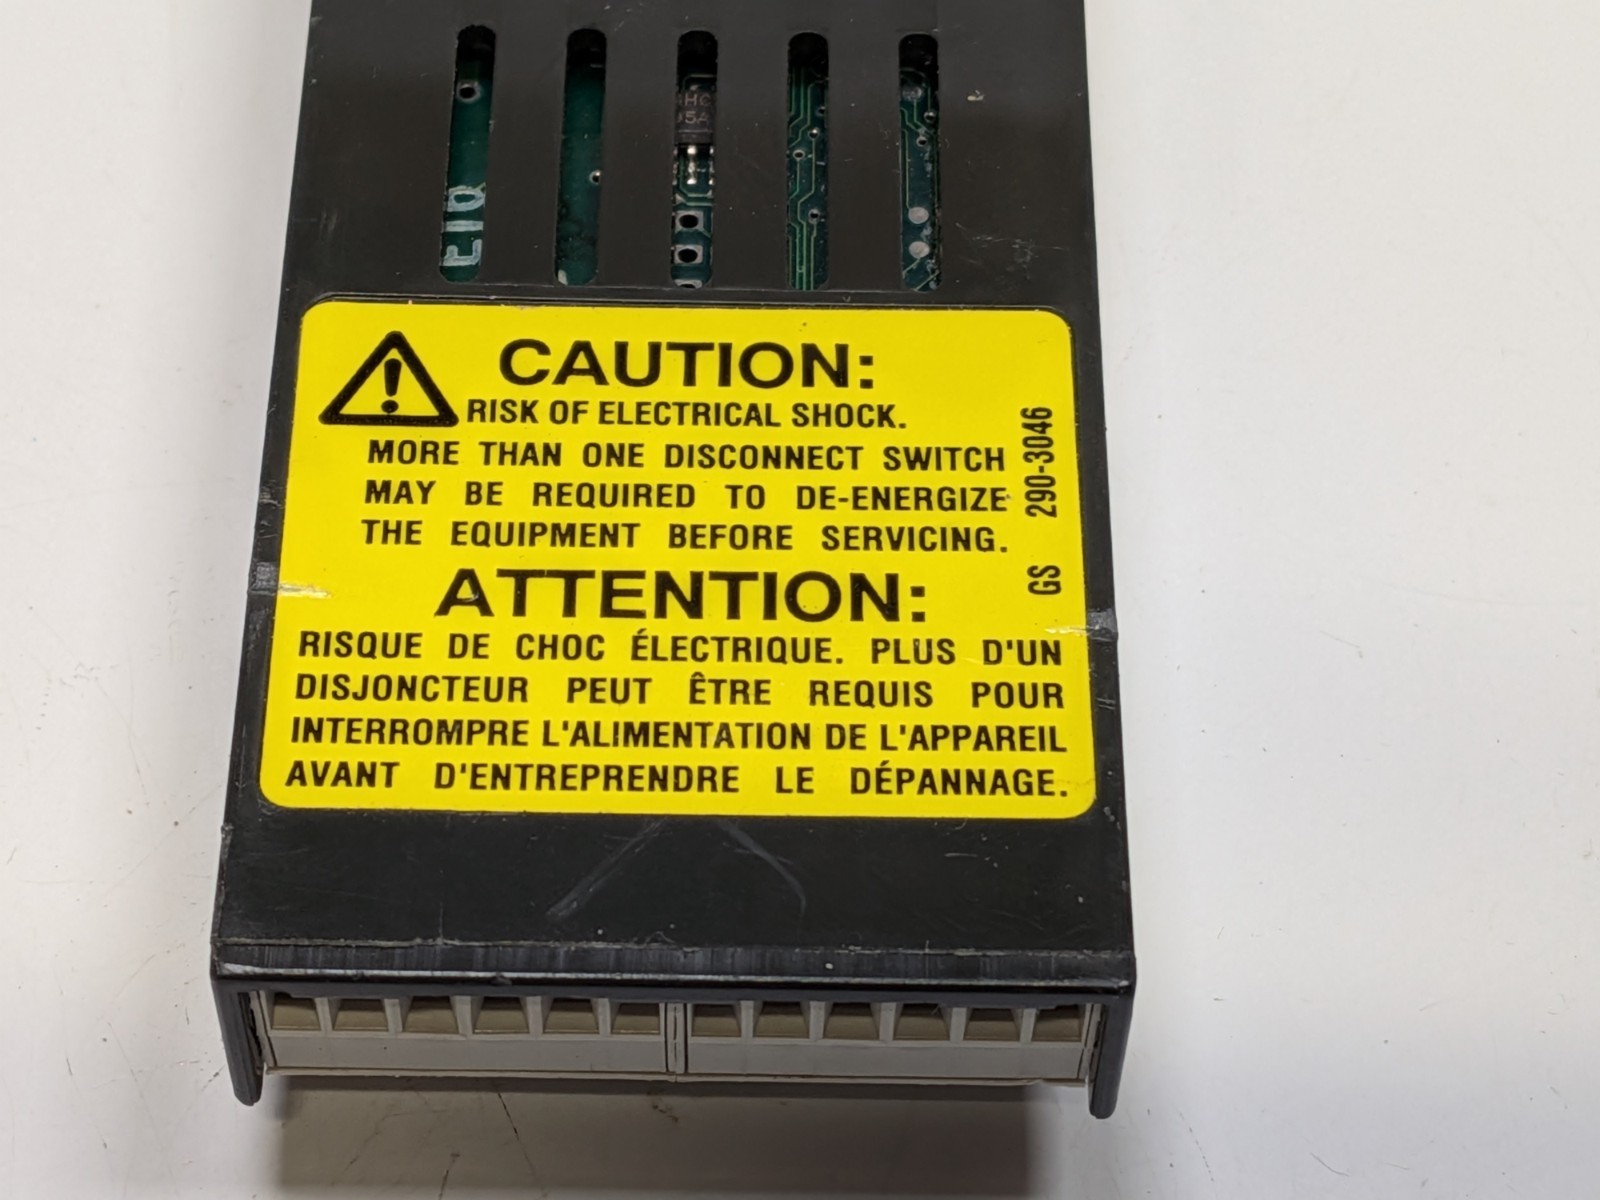 CAUTION:
RISK OF ELECTRICAL SHOCK.
MORE THAN ONE DISCONNECT SWITCH
MAY BE REQUIRED TO DE-ENERGIZE
THE EQUIPMENT BEFORE SERVICING.
ATTENTION:
RISQUE DE CHOC ÉLECTRIQUE. PLUS D'UN
DISJONCTEUR PEUT ÊTRE REQUIS POUR
INTERROMPRE L'ALIMENTATION DE L'APPAREIL
AVANT D'ENTREPRENDRE LE DÉPANNAGE.
GS 290-3046